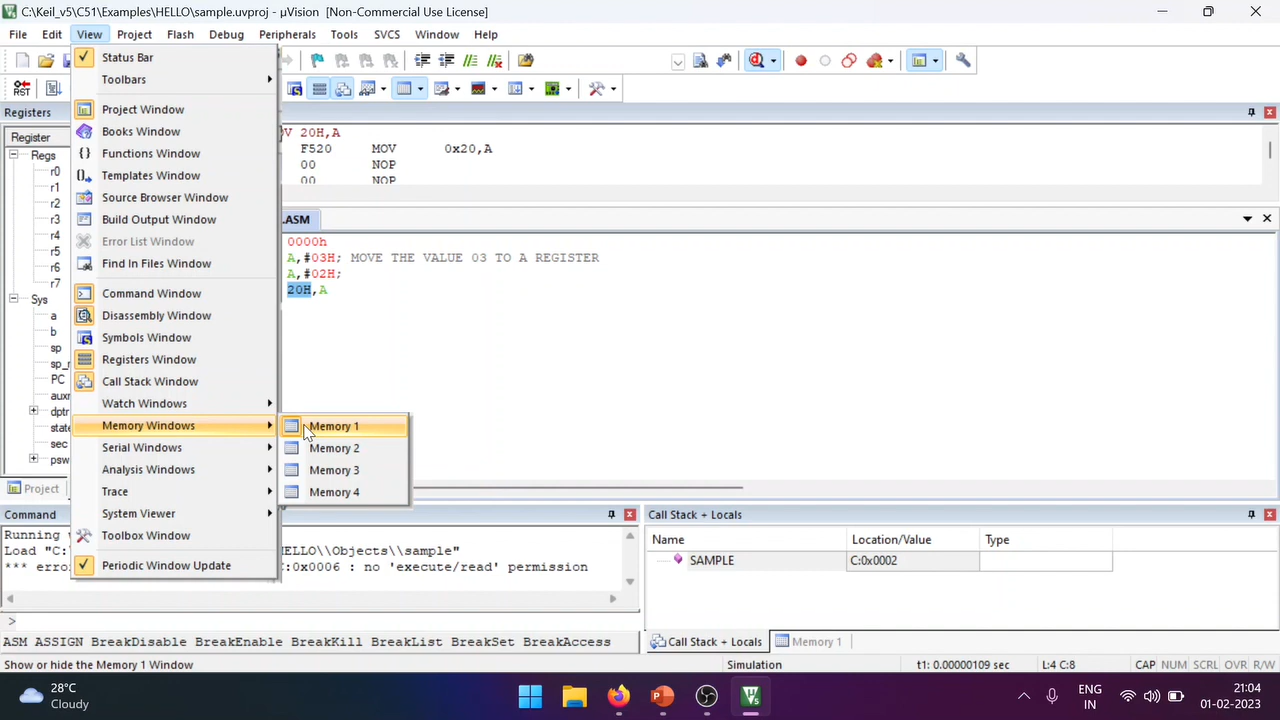 C:\Keil_v5\C51\Examples\HELLO\sample.uvproj - µVision [Non-Commercial Use License]
File Edit View Project Flash Debug Peripherals Tools SVCS Window Help
RST
Registers
Register
Regs
r0
r1
r2
r3
r4
r5
r6
r7
Sys
a
b
sp
PC
dptr
sec
psw
Project
Status Bar
Toolbars
Project Window
Books Window
Functions Window
Templates Window
Source Browser Window
Build Output Window
Error List Window
Find In Files Window
Command Window
Disassembly Window
Symbols Window
Registers Window
Call Stack Window
Watch Windows
Memory Windows
Serial Windows
Analysis Windows
Trace
System Viewer
Toolbox Window
Periodic Window Update
Memory 1
Memory 2
Memory 3
Memory 4
20H,A
F520 MOV 0x20,A
00 NOP
00 NOP
.ASM
0000h
A,#03H; MOVE THE VALUE 03 TO A REGISTER
A,#02H;
20H,A
Command
Running
Load "C: HELLO\\Objects\\sample"
*** C:0x0006 : no 'execute/read' permission
>
ASM ASSIGN BreakDisable BreakEnable BreakKill BreakList BreakSet BreakAccess
Call Stack + Locals
Name Location/Value Type
SAMPLE C:0x0002
Call Stack + Locals Memory 1
Show or hide the Memory 1 Window Simulation t1: 0.00000109 sec L:4 C:8 CAP NUM SCRL OVR R/W
28°C
Cloudy
ENG
IN
21:04
01-02-2023